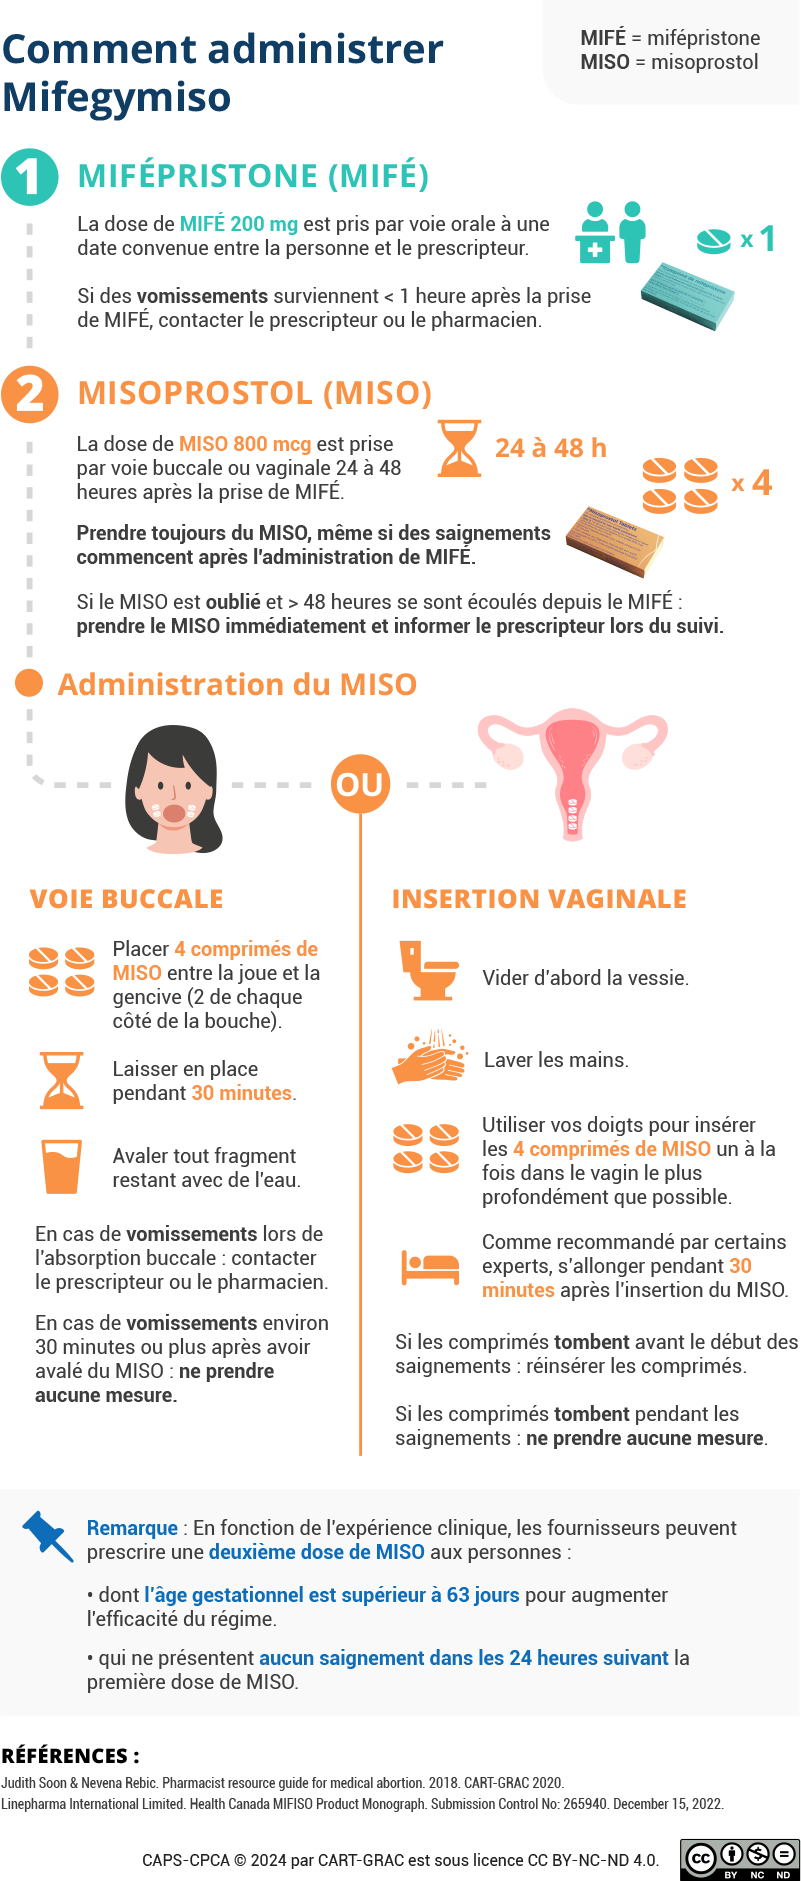 Comment administrer
Mifegymiso
MIFÉ = mifépristone
MISO = misoprostol
1
MIFÉPRISTONE (MIFÉ)
La dose de MIFÉ 200 mg est pris par voie orale à une
date convenue entre la personne et le prescripteur.
x 1
Si des vomissements surviennent < 1 heure après la prise
de MIFÉ, contacter le prescripteur ou le pharmacien.
2
MISOPROSTOL (MISO)
La dose de MISO 800 mcg est prise
par voie buccale ou vaginale 24 à 48
heures après la prise de MIFÉ.
24 à 48 h
x 4
Misoprostol Tablets
Prendre toujours du MISO, même si des saignements
commencent après l'administration de MIFÉ.
Si le MISO est oublié et > 48 heures se sont écoulés depuis le MIFÉ :
prendre le MISO immédiatement et informer le prescripteur lors du suivi.
Administration du MISO
OU
VOIE BUCCALE
Placer 4 comprimés de
MISO entre la joue et la
gencive (2 de chaque
côté de la bouche).
Laisser en place
pendant 30 minutes.
Avaler tout fragment
restant avec de l'eau.
En cas de vomissements lors de
l'absorption buccale : contacter
le prescripteur ou le pharmacien.
En cas de vomissements environ
30 minutes ou plus après avoir
avalé du MISO : ne prendre
aucune mesure.
INSERTION VAGINALE
Vider d'abord la vessie.
Laver les mains.
Utiliser vos doigts pour insérer
les 4 comprimés de MISO un à la
fois dans le vagin le plus
profondément que possible.
Comme recommandé par certains
experts, s'allonger pendant 30
minutes après l'insertion du MISO.
Si les comprimés tombent avant le début des
saignements : réinsérer les comprimés.
Si les comprimés tombent pendant les
saignements : ne prendre aucune mesure.
Remarque : En fonction de l'expérience clinique, les fournisseurs peuvent
prescrire une deuxième dose de MISO aux personnes :
• dont l'âge gestationnel est supérieur à 63 jours pour augmenter
l'efficacité du régime.
• qui ne présentent aucun saignement dans les 24 heures suivant la
première dose de MISO.
RÉFÉRENCES :
Judith Soon & Nevena Rebic. Pharmacist resource guide for medical abortion. 2018. CART-GRAC 2020.
Linepharma International Limited. Health Canada MIFISO Product Monograph. Submission Control No: 265940. December 15, 2022.
CAPS-CPCA © 2024 par CART-GRAC est sous licence CC BY-NC-ND 4.0.
cc BY NC ND